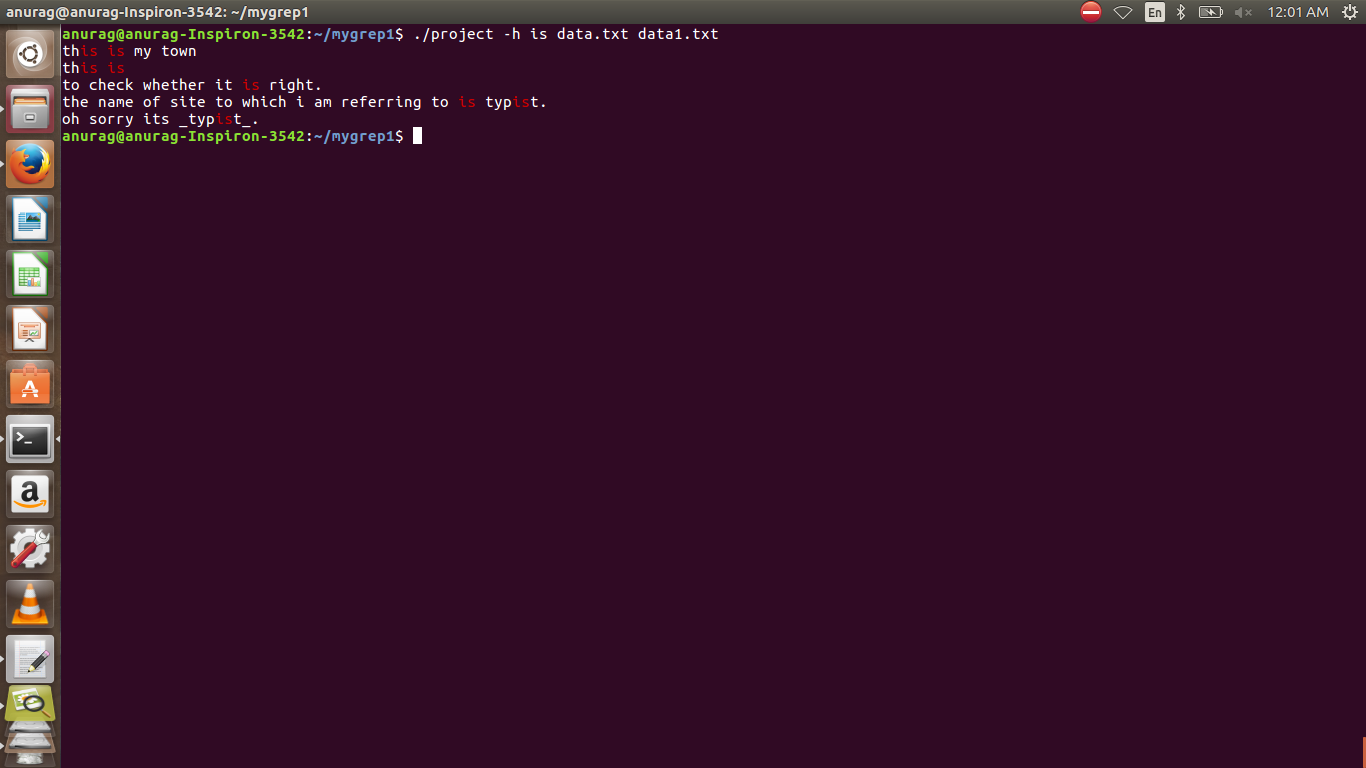 anurag@anurag-Inspiron-3542: ~/mygrep1
En
12:01 AM
anurag@anurag-Inspiron-3542:~/mygrep1$ ./project -h is data.txt data1.txt
this is my town
this is
to check whether it is right.
the name of site to which i am referring to is typist.
oh sorry its _typist_.
anurag@anurag-Inspiron-3542:~/mygrep1$